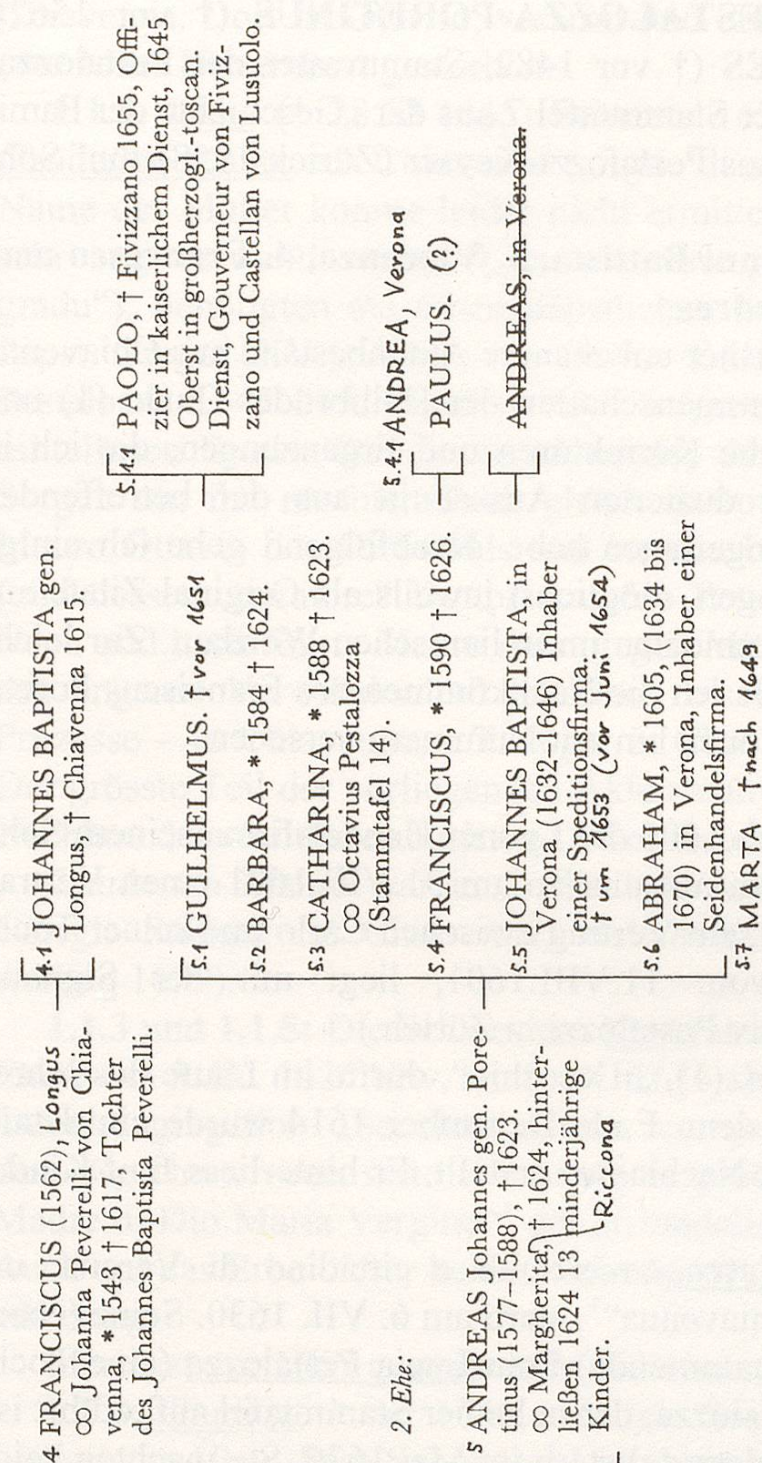 4 FRANCISCUS (1562), Longus
∞ Johanna Peverelli von Chia-
venna, *1543 † 1617, Tochter
des Johannes Baptista Peverelli.
2. Ehe:
5 ANDREAS Johannes gen. Pore-
tinus (1577–1588), † 1623.
∞ Margherita, † 1624, hinter-
ließen 1624 13 minderjährige
Kinder.
Riccona
4.1 JOHANNES BAPTISTA, gen.
Longus, † Chiavenna 1615.
5.1 GUILIELMUS. † vor 1651
5.2 BARBARA, *1584 † 1624.
5.3 CATHARINA, *1588 † 1623.
∞ Octavius Pestalozza
(Stammtafel 14).
5.4 FRANCISCUS, *1590 † 1626.
5.5 JOHANNES BAPTISTA, in
Verona (1632–1646) Inhaber
einer Speditionsfirma.
† um 1653 (vor Juni 1654)
5.6 ABRAHAM, *1605, (1634 bis
1670) Verona, Inhaber einer
Seidenhandelsfirma.
5.7 MARTA † nach 1649
5.1.1 PAOLO, † Fivizzano 1655, Offi-
zier in kaiserlichem Dienst, 1645
Oberst in großherzogl.-toscan.
Dienst, Gouverneur von Fiviz-
zano und Castellan von Lustuolo.
5.4.1 ANDREA, Verona
PAULUS. (?)
ANDREAS, in Verona.